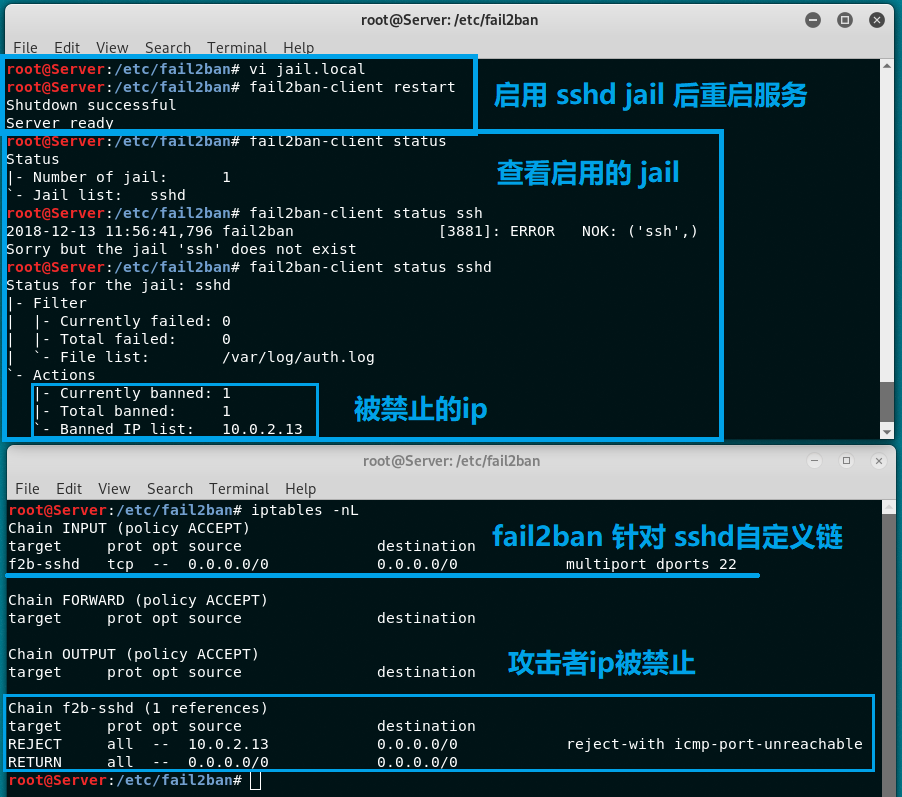 root@Server: /etc/fail2ban
File Edit View Search Terminal Help
root@Server:/etc/fail2ban# vi jail.local
root@Server:/etc/fail2ban# fail2ban-client restart
启用 sshd jail 后重启服务
Shutdown successful
Server ready
root@Server:/etc/fail2ban# fail2ban-client status
Status
查看启用的 jail
|- Number of jail:      1
`- Jail list:   sshd
root@Server:/etc/fail2ban# fail2ban-client status ssh
2018-12-13 11:56:41,796 fail2ban                [3881]: ERROR   NOK: ('ssh',)
Sorry but the jail 'ssh' does not exist
root@Server:/etc/fail2ban# fail2ban-client status sshd
Status for the jail: sshd
|- Filter
|  |- Currently failed: 0
|  |- Total failed:     0
|  `- File list:        /var/log/auth.log
`- Actions
   |- Currently banned: 1
   |- Total banned:     1
被禁止的ip
   `- Banned IP list:   10.0.2.13
root@Server: /etc/fail2ban
File Edit View Search Terminal Help
root@Server:/etc/fail2ban# iptables -nL
Chain INPUT (policy ACCEPT)
fail2ban 针对 sshd自定义链
target     prot opt source               destination
f2b-sshd   tcp  --  0.0.0.0/0            0.0.0.0/0            multiport dports 22
Chain FORWARD (policy ACCEPT)
target     prot opt source               destination
Chain OUTPUT (policy ACCEPT)
攻击者ip被禁止
target     prot opt source               destination
Chain f2b-sshd (1 references)
target     prot opt source               destination
REJECT     all  --  10.0.2.13            0.0.0.0/0            reject-with icmp-port-unreachable
RETURN     all  --  0.0.0.0/0            0.0.0.0/0
root@Server:/etc/fail2ban#